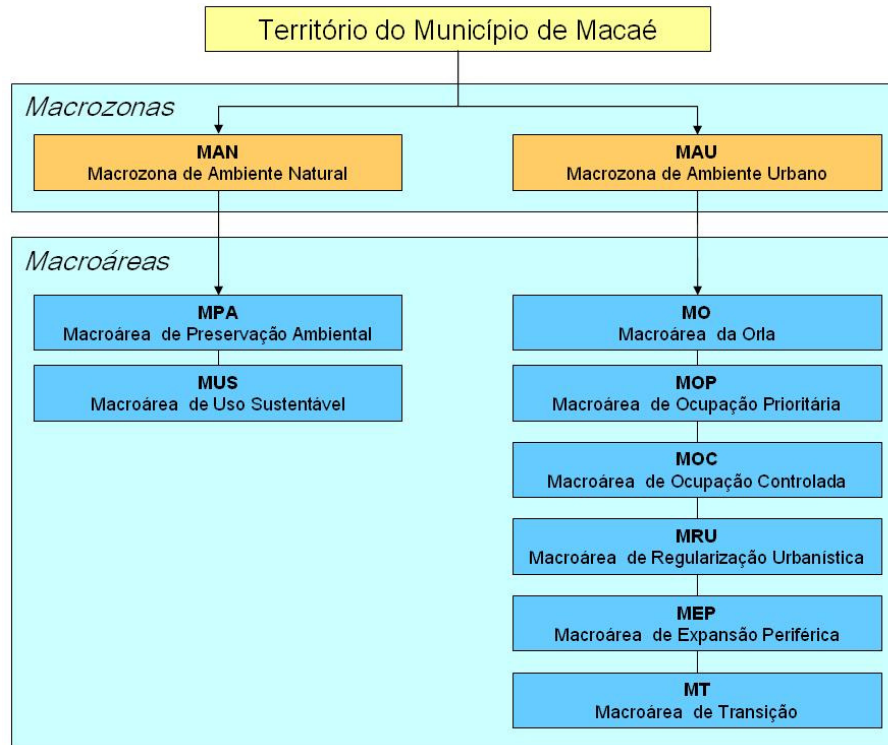 Território do Município de Macaé
Macrozonas
MAN
Macrozona de Ambiente Natural
MAU
Macrozona de Ambiente Urbano
Macroáreas
MPA
Macroárea de Preservação Ambiental
MUS
Macroárea de Uso Sustentável
MO
Macroárea da Orla
MOP
Macroárea de Ocupação Prioritária
MOC
Macroárea de Ocupação Controlada
MRU
Macroárea de Regularização Urbanística
MEP
Macroárea de Expansão Periférica
MT
Macroárea de Transição